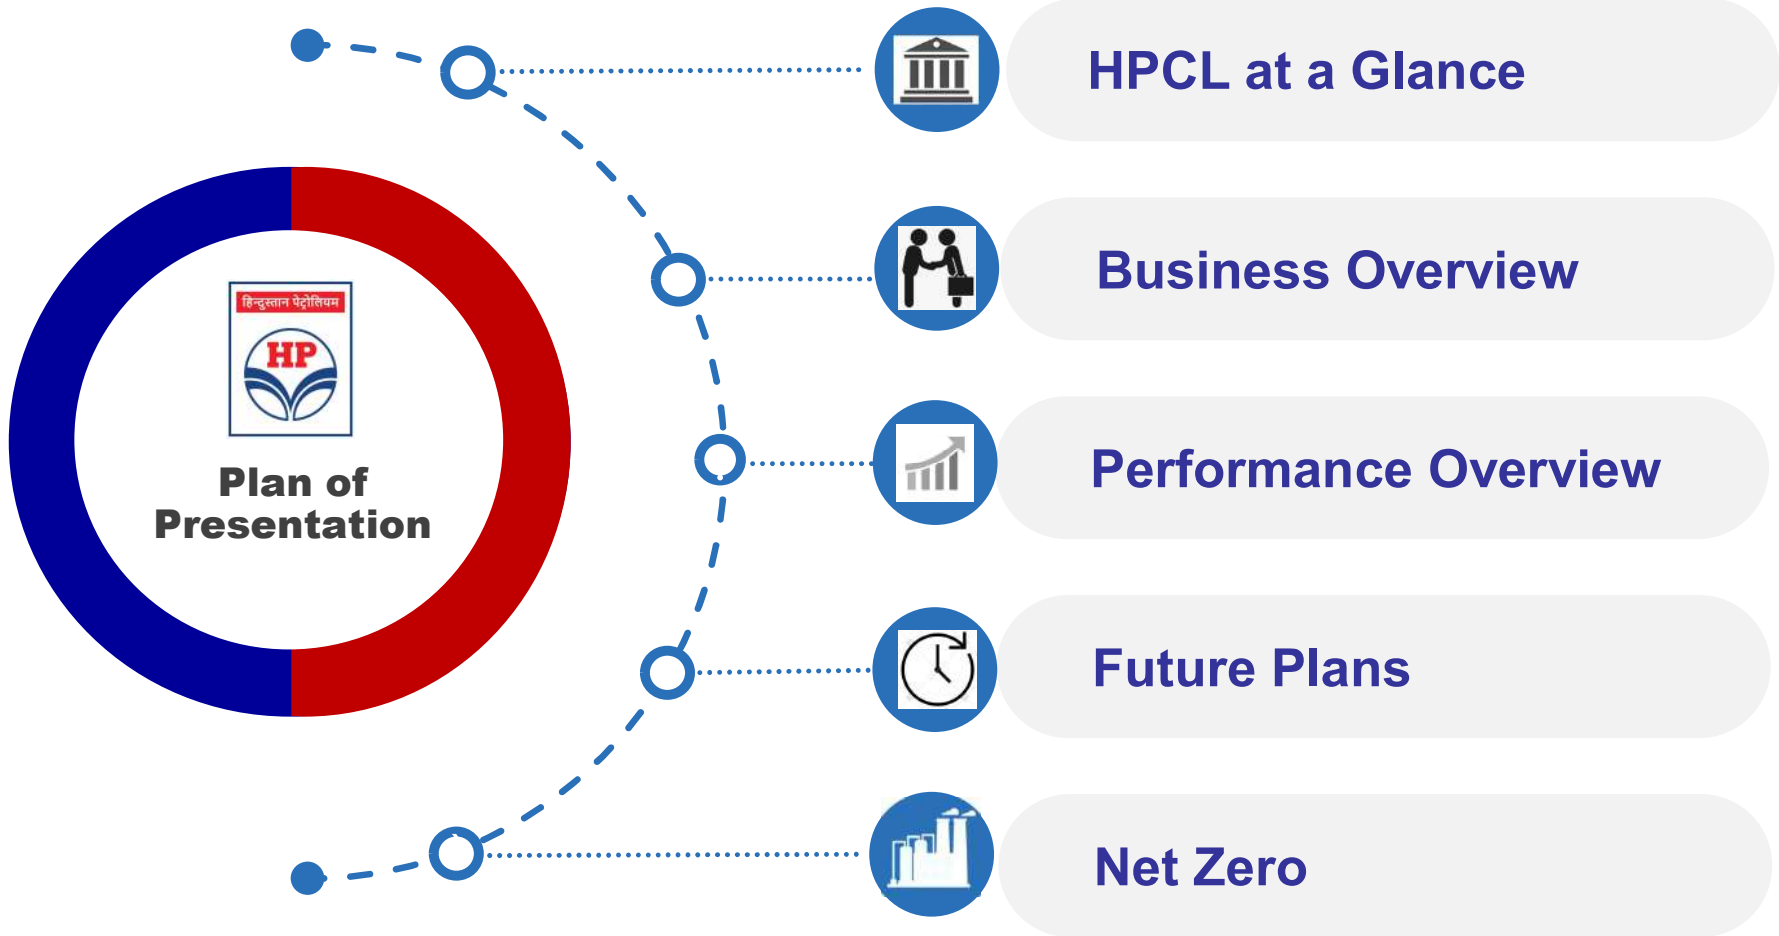 हिन्दुस्तान पेट्रोलियम
HP
Plan of
Presentation
HPCL at a Glance
Business Overview
Performance Overview
Future Plans
Net Zero